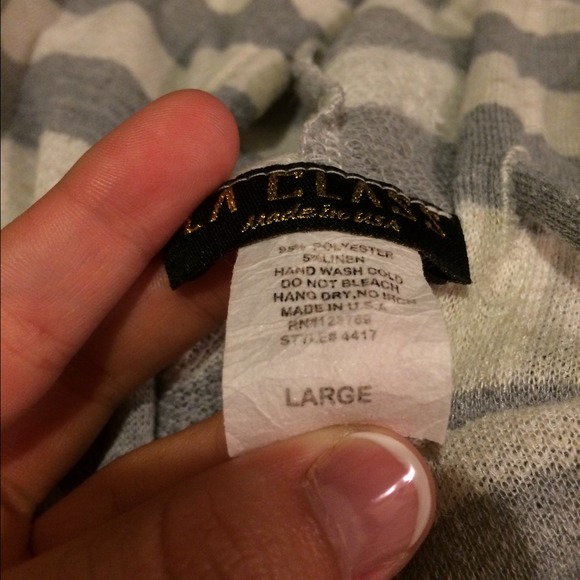 LA CLASS
Made in USA
95% POLYESTER
5% LINEN
HAND WASH COLD
DO NOT BLEACH
HANG DRY, NO IRON
MADE IN U.S.A
STYLE# 4417
LARGE